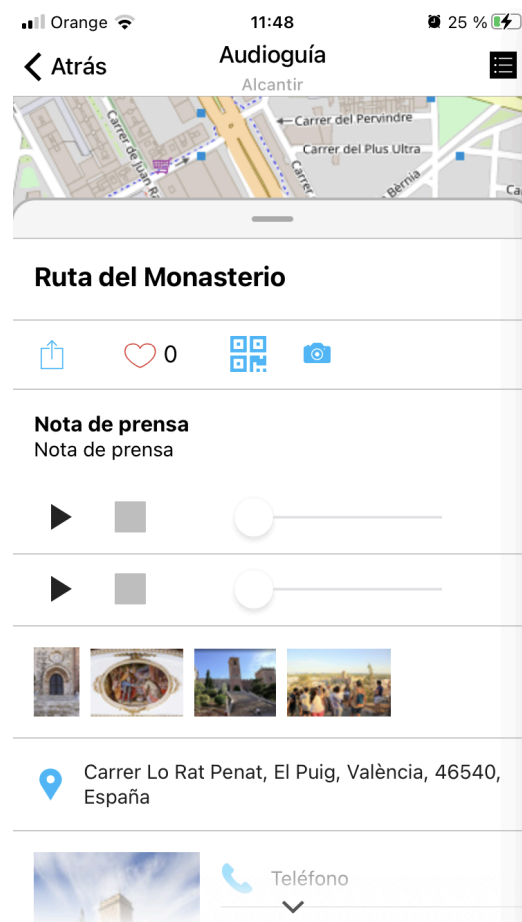 Orange
11:48
25 %
Atrás
Audioguía
Alcantir
Carrer del Pervindre
Carrer del Plus Ultra
Carrer de Juan R
Carrer
Bèrnia
Ca
Ruta del Monasterio
0
Nota de prensa
Nota de prensa
Carrer Lo Rat Penat, El Puig, València, 46540,
España
Teléfono